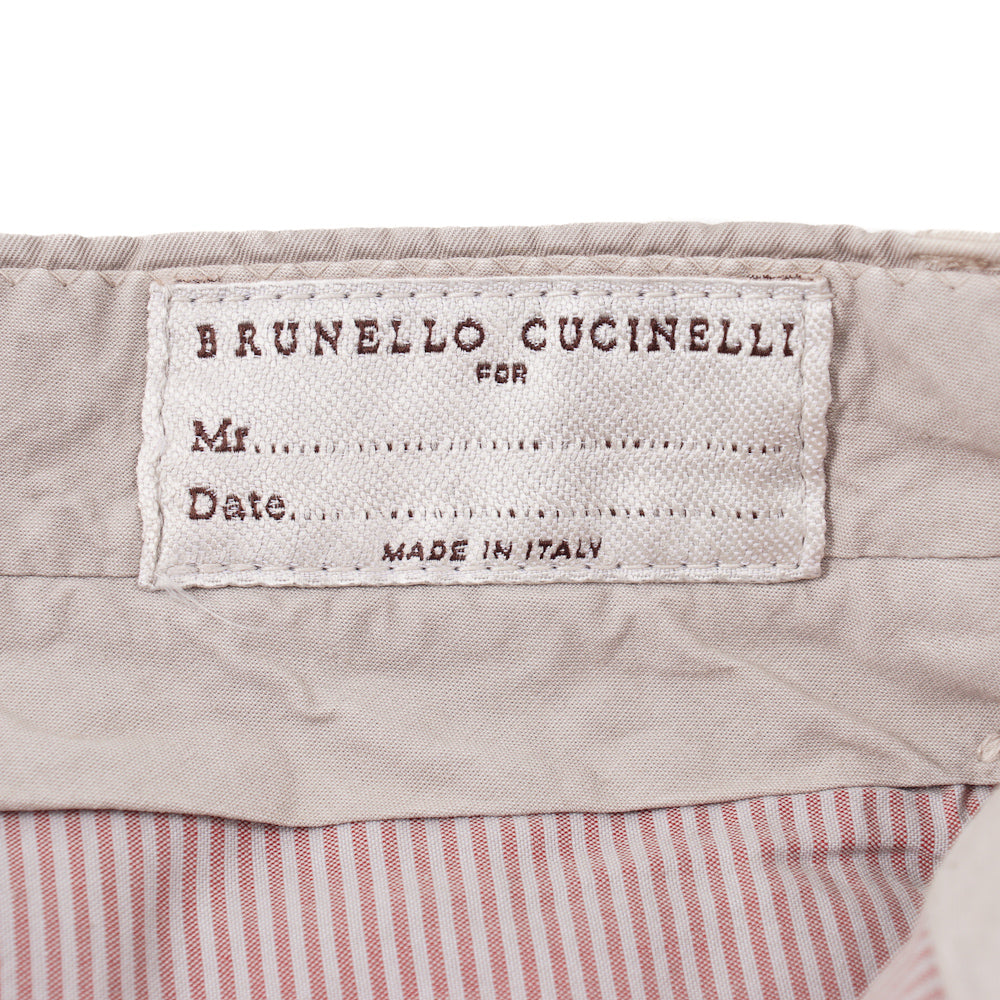 BRUNELLO CUCINELLI
FOR
Mr..........................................
Date.......................................
MADE IN ITALY